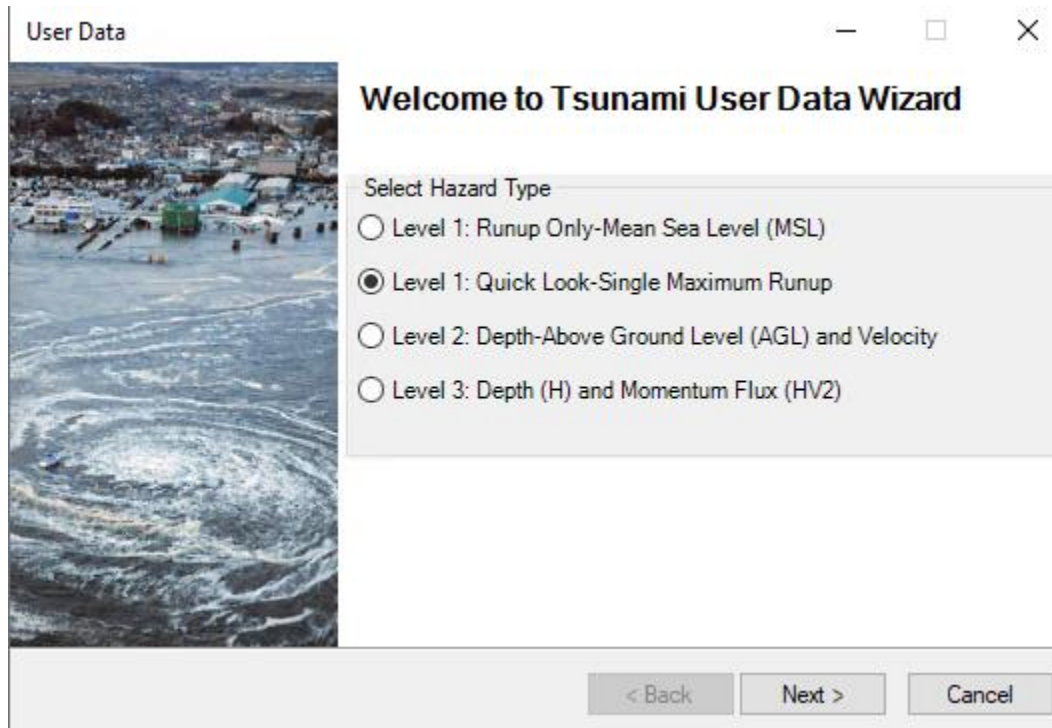 User Data
Welcome to Tsunami User Data Wizard
Select Hazard Type
Level 1: Runup Only-Mean Sea Level (MSL)
Level 1: Quick Look-Single Maximum Runup
Level 2: Depth-Above Ground Level (AGL) and Velocity
Level 3: Depth (H) and Momentum Flux (HV2)
< Back Next > Cancel